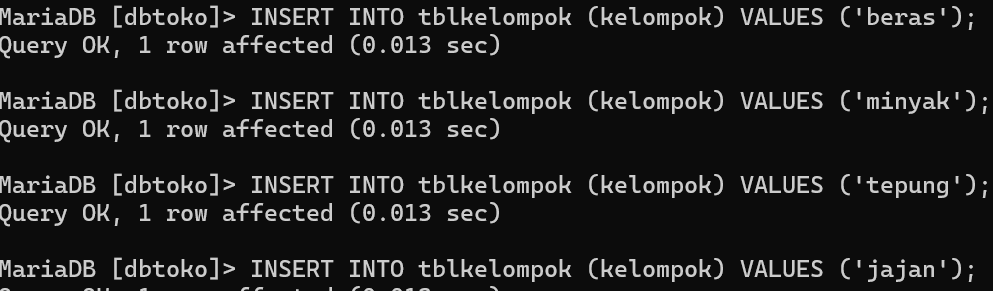 MariaDB [dbtoko]> INSERT INTO tblkelompok (kelompok) VALUES ('beras');
Query OK, 1 row affected (0.013 sec)
MariaDB [dbtoko]> INSERT INTO tblkelompok (kelompok) VALUES ('minyak');
Query OK, 1 row affected (0.013 sec)
MariaDB [dbtoko]> INSERT INTO tblkelompok (kelompok) VALUES ('tepung');
Query OK, 1 row affected (0.013 sec)
MariaDB [dbtoko]> INSERT INTO tblkelompok (kelompok) VALUES ('jajan');